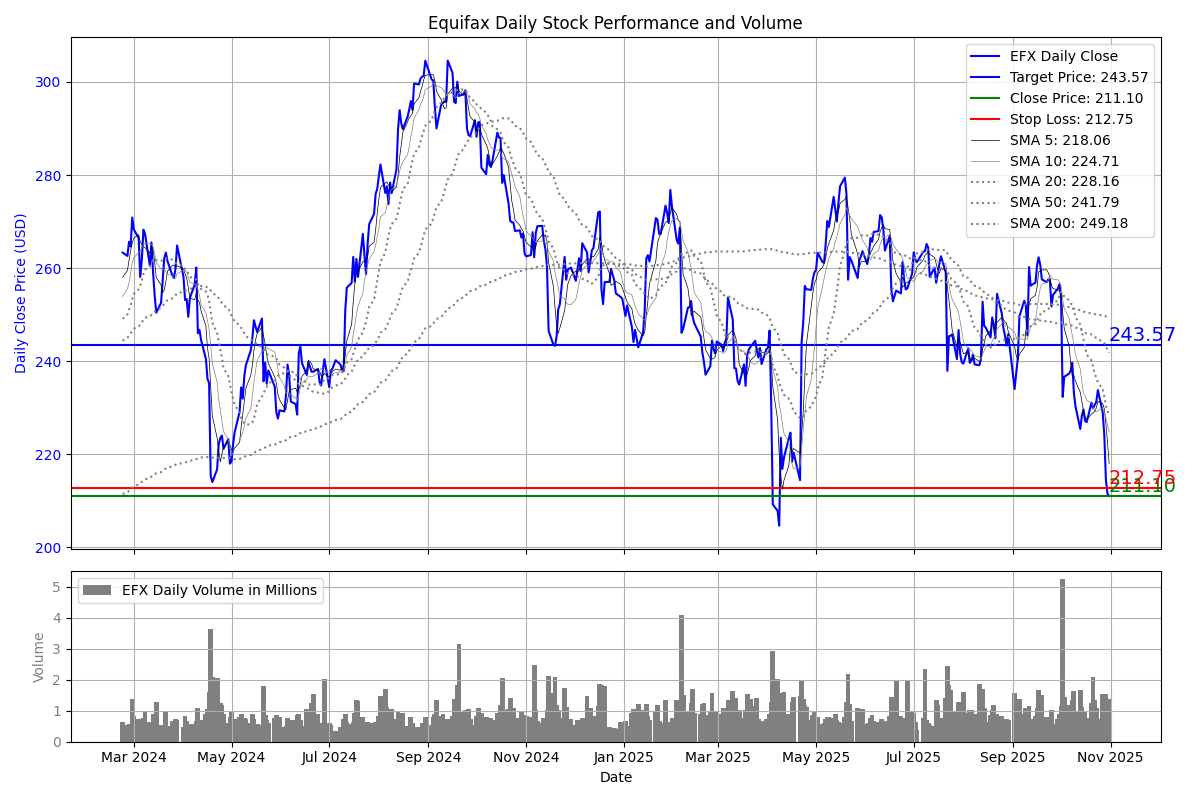 Equifax Daily Stock Performance and Volume
Daily Close Price (USD)
300
280
260
240
220
200
EFX Daily Close
Target Price: 243.57
Close Price: 211.10
Stop Loss: 212.75
SMA 5: 218.06
SMA 10: 224.71
SMA 20: 228.16
SMA 50: 241.79
SMA 200: 249.18
243.57
212.75
211.10
Volume
5
4
3
2
1
0
EFX Daily Volume in Millions
Mar 2024
May 2024
Jul 2024
Sep 2024
Nov 2024
Jan 2025
Mar 2025
May 2025
Jul 2025
Sep 2025
Nov 2025
Date